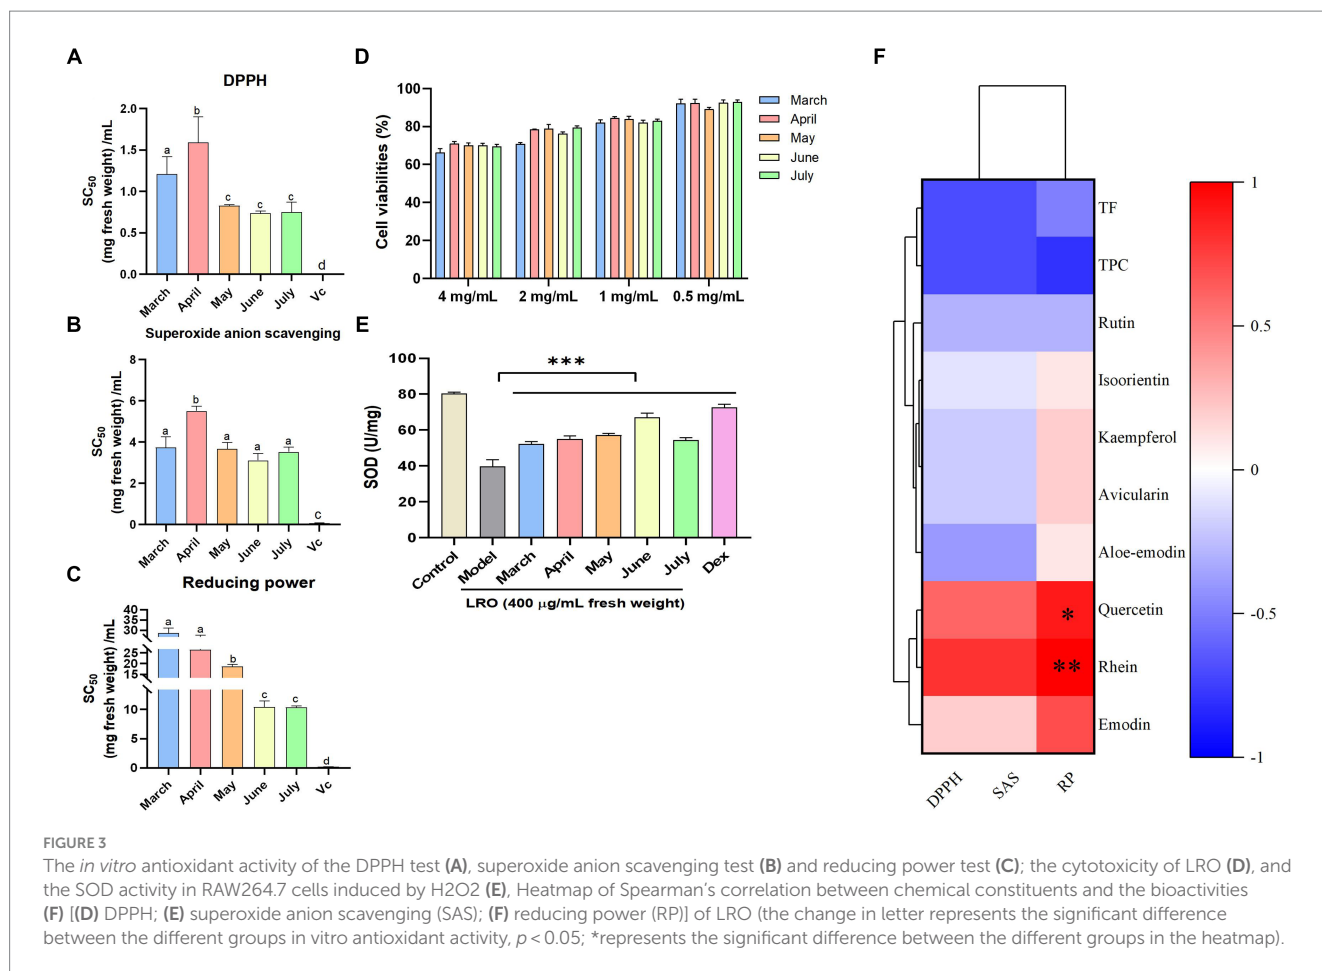 A
DPPH
SC50
(mg fresh weight) /mL
2.0
1.5
1.0
0.5
0.0
a
b
c
c
c
d
March
April
May
June
July
Vc
B
Superoxide anion scavenging
SC50
(mg fresh weight) /mL
8
6
4
2
0
a
b
a
a
a
c
March
April
May
June
July
Vc
C
Reducing power
SC50
(mg fresh weight) /mL
40
35
30
25
20
15
10
5
0
a
a
b
c
c
d
March
April
May
June
July
Vc
D
Cell viabilities (%)
100
80
60
40
20
0
4 mg/mL
2 mg/mL
1 mg/mL
0.5 mg/mL
March
April
May
June
July
E
SOD (U/mg)
100
80
60
40
20
0
***
Control
Model
March
April
May
June
July
Dex
LRO (400 μg/mL fresh weight)
F
TF
TPC
Rutin
Isoorientin
Kaempferol
Avicularin
Aloe-emodin
Quercetin
Rhein
Emodin
*
**
DPPH
SAS
RP
1
0.5
0
-0.5
-1
FIGURE 3
The in vitro antioxidant activity of the DPPH test (A), superoxide anion scavenging test (B) and reducing power test (C); the cytotoxicity of LRO (D), and
the SOD activity in RAW264.7 cells induced by H2O2 (E), Heatmap of Spearman's correlation between chemical constituents and the bioactivities
(F) [(D) DPPH; (E) superoxide anion scavenging (SAS); (F) reducing power (RP)] of LRO (the change in letter represents the significant difference
between the different groups in vitro antioxidant activity, p < 0.05; *represents the significant difference between the different groups in the heatmap).